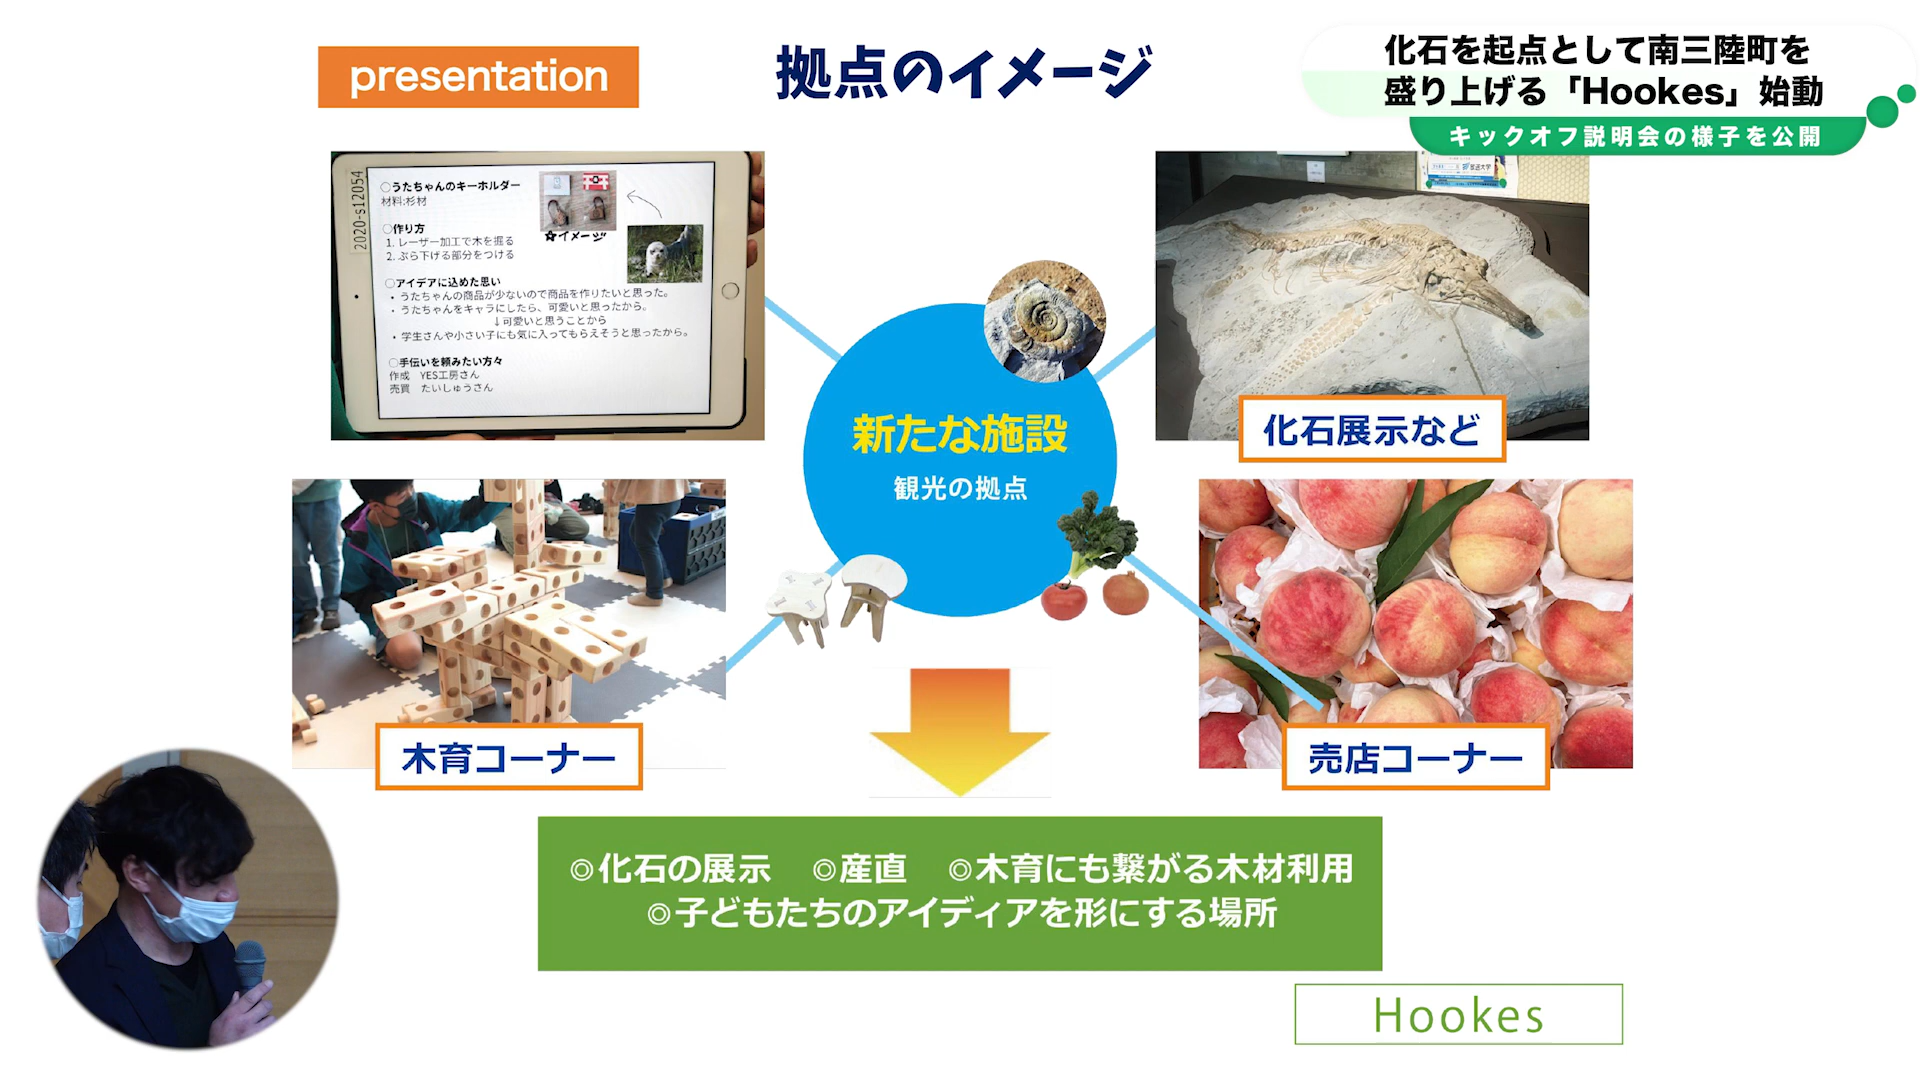 presentation
拠点のイメージ
化石を起点として南三陸町を
盛り上げる「Hookes」始動
キックオフ説明会の様子を公開
2020-s12054
○うたちゃんのキーホルダー
材料:杉材
○作り方
1. レーザー加工で木を掘る
2. ぶら下げる部分をつける
☆イメージ
○アイデアに込めた思い
・うたちゃんの商品が少ないので商品を作りたいと思った。
・うたちゃんをキャラにしたら、可愛いと思ったから。
↓可愛いと思うことから
・学生さんや小さい子にも気に入ってもらえそうと思ったから。
○手伝いを頼みたい方々
作成 YES工房さん
売買 たいしゅうさん
新たな施設
観光の拠点
放送大学
化石展示など
木育コーナー
売店コーナー
◎化石の展示 ◎産直 ◎木育にも繋がる木材利用
◎子どもたちのアイディアを形にする場所
Hookes